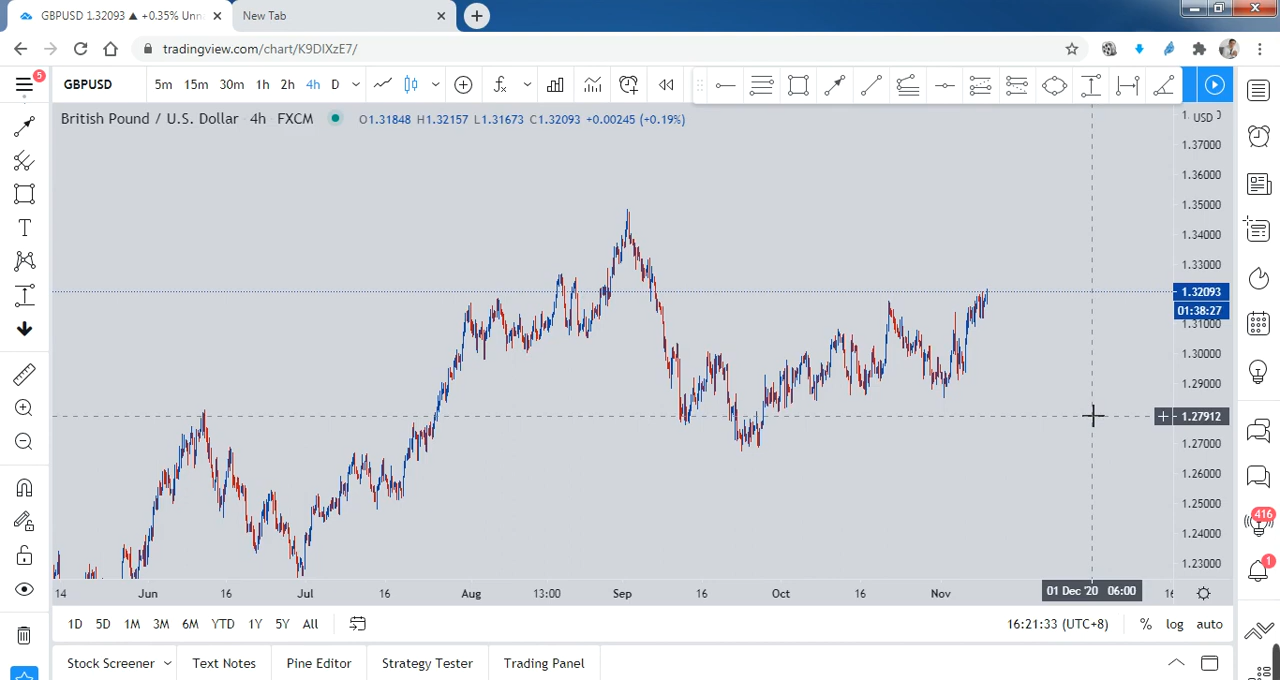 GBPUSD 1.32093 ▲ +0.35% Unn
New Tab
tradingview.com/chart/K9DIXzE7/
5
GBPUSD
5m 15m 30m 1h 2h 4h D
British Pound / U.S. Dollar 4h FXCM
O1.31848 H1.32157 L1.31673 C1.32093 +0.00245 (+0.19%)
USD
1.37000
1.36000
1.35000
1.34000
1.33000
1.32093
01:38:27
1.31000
1.30000
1.29000
1.27912
1.27000
1.26000
1.25000
1.24000
1.23000
416
1
14 Jun 16 Jul 16 Aug 13:00 Sep 16 Oct 16 Nov 01 Dec '20 06:00 16
1D 5D 1M 3M 6M YTD 1Y 5Y All
16:21:33 (UTC+8) % log auto
Stock Screener Text Notes Pine Editor Strategy Tester Trading Panel